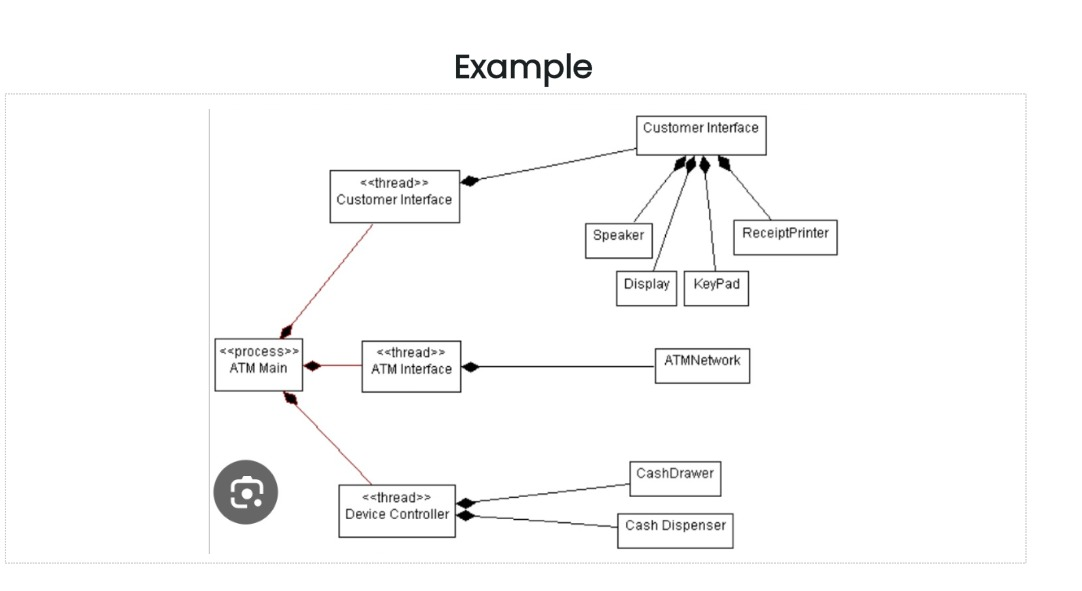 Example
Customer Interface
<<thread>>
Customer Interface
Speaker
ReceiptPrinter
Display
KeyPad
<<process>>
ATM Main
<<thread>>
ATM Interface
ATMNetwork
CashDrawer
<<thread>>
Device Controller
Cash Dispenser